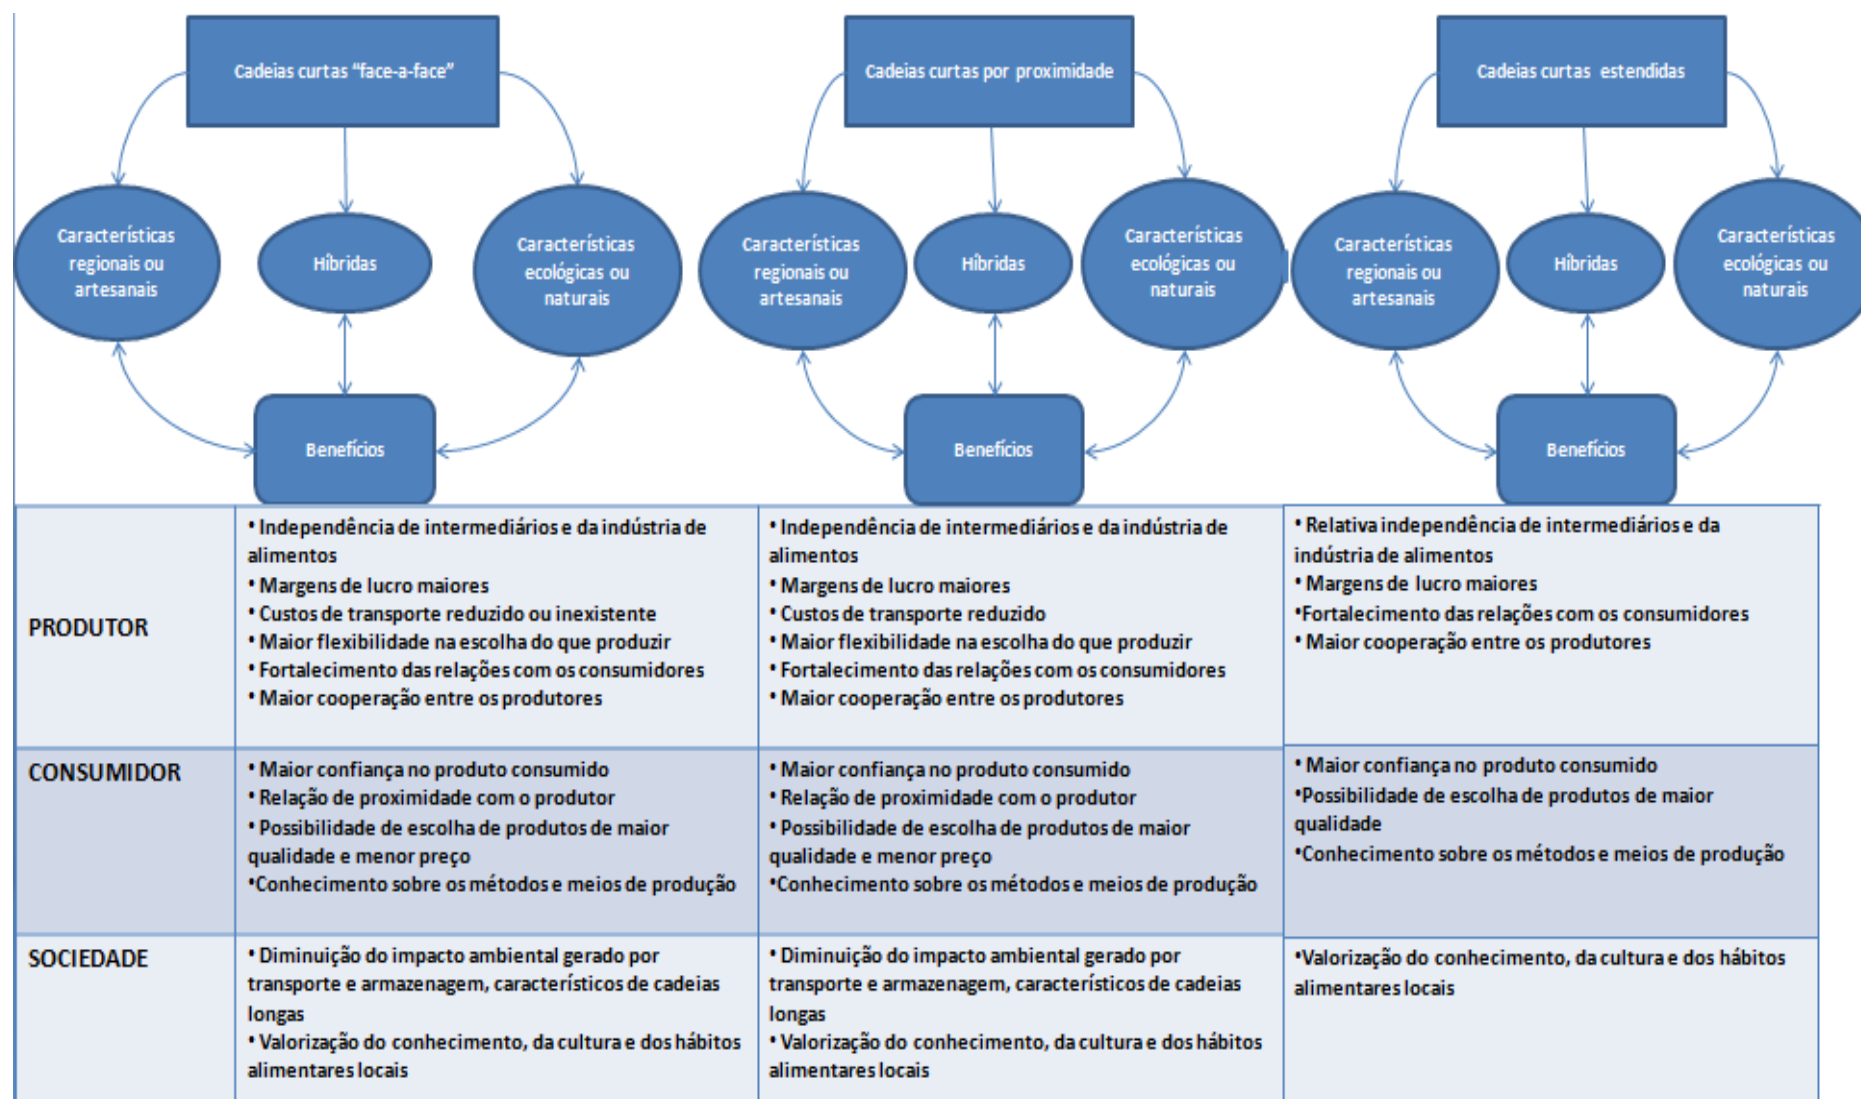 Cadeias curtas “face-a-face”
Cadeias curtas por proximidade
Cadeias curtas estendidas
Características
regionais ou
artesanais
Híbridas
Características
ecológicas ou
naturais
Características
regionais ou
artesanais
Híbridas
Características
ecológicas ou
naturais
Características
regionais ou
artesanais
Híbridas
Características
ecológicas ou
naturais
Benefícios
Benefícios
Benefícios
PRODUTOR
• Independência de intermediários e da indústria de
alimentos
• Margens de lucro maiores
• Custos de transporte reduzido ou inexistente
• Maior flexibilidade na escolha do que produzir
• Fortalecimento das relações com os consumidores
• Maior cooperação entre os produtores
• Independência de intermediários e da indústria de
alimentos
• Margens de lucro maiores
• Custos de transporte reduzido
• Maior flexibilidade na escolha do que produzir
• Fortalecimento das relações com os consumidores
• Maior cooperação entre os produtores
• Relativa independência de intermediários e da
indústria de alimentos
• Margens de lucro maiores
•Fortalecimento das relações com os consumidores
• Maior cooperação entre os produtores
CONSUMIDOR
• Maior confiança no produto consumido
• Relação de proximidade com o produtor
• Possibilidade de escolha de produtos de maior
qualidade e menor preço
•Conhecimento sobre os métodos e meios de produção
• Maior confiança no produto consumido
• Relação de proximidade com o produtor
• Possibilidade de escolha de produtos de maior
qualidade e menor preço
•Conhecimento sobre os métodos e meios de produção
• Maior confiança no produto consumido
•Possibilidade de escolha de produtos de maior
qualidade
•Conhecimento sobre os métodos e meios de produção
SOCIEDADE
• Diminuição do impacto ambiental gerado por
transporte e armazenagem, característicos de cadeias
longas
• Valorização do conhecimento, da cultura e dos hábitos
alimentares locais
• Diminuição do impacto ambiental gerado por
transporte e armazenagem, característicos de cadeias
longas
• Valorização do conhecimento, da cultura e dos hábitos
alimentares locais
•Valorização do conhecimento, da cultura e dos hábitos
alimentares locais